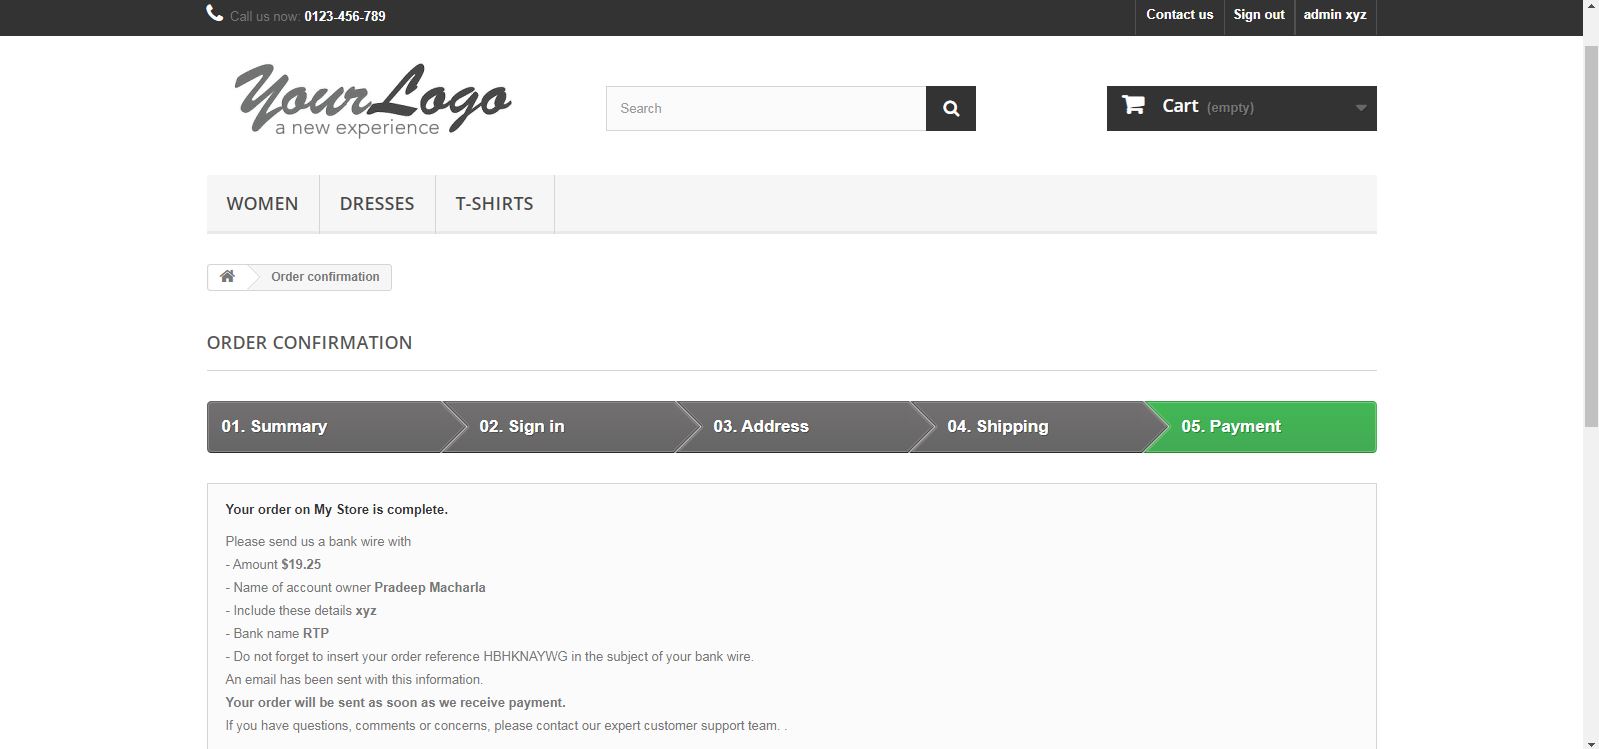 Call us now: 0123-456-789
Contact us
Sign out
admin xyz
YourLogo
a new experience
Search
Cart (empty)
WOMEN
DRESSES
T-SHIRTS
Order confirmation
ORDER CONFIRMATION
01. Summary
02. Sign in
03. Address
04. Shipping
05. Payment
Your order on My Store is complete.
Please send us a bank wire with
- Amount $19.25
- Name of account owner Pradeep Macharla
- Include these details xyz
- Bank name RTP
- Do not forget to insert your order reference HBHKNAYWG in the subject of your bank wire.
An email has been sent with this information.
Your order will be sent as soon as we receive payment.
If you have questions, comments or concerns, please contact our expert customer support team. .